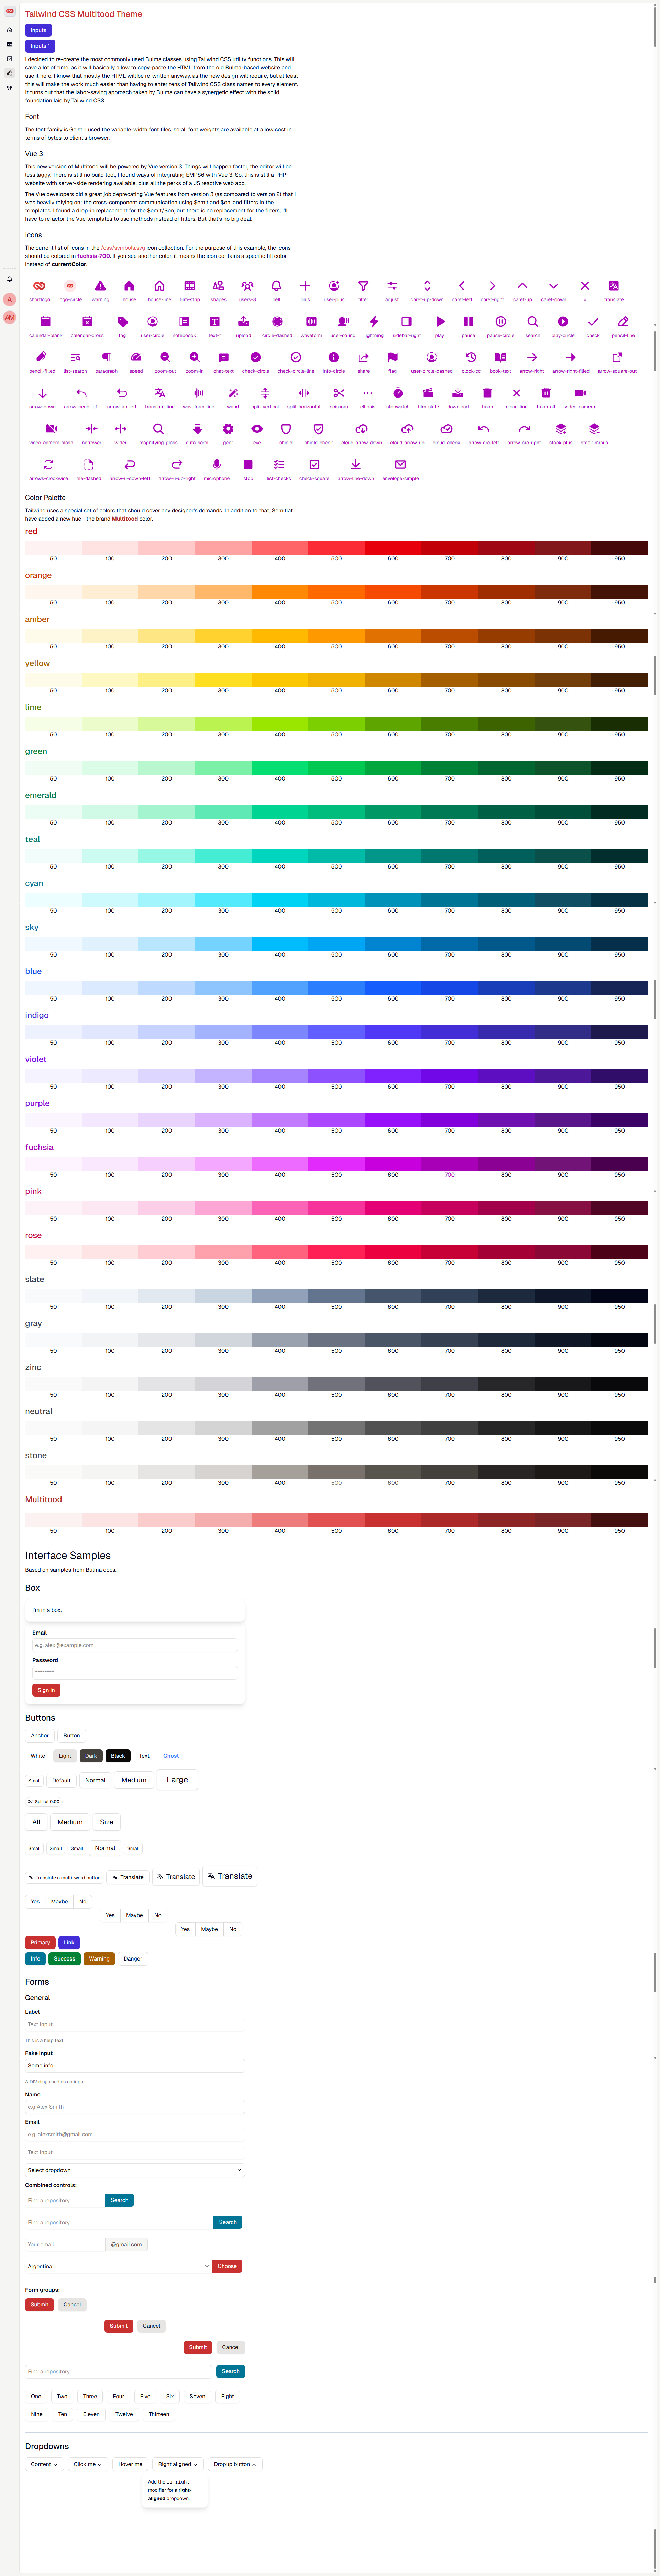 Tailwind CSS Multitood Theme
Inputs
Inputs 1
I decided to re-create the most commonly used Bulma classes using Tailwind CSS utility functions. This will
save a lot of time, as it will basically allow to copy-paste the HTML from the old Bulma-based website and
use it here. I know that mostly the HTML will be re-written anyway, as the new design will require, but at least
this will make the work much easier than having to enter tens of Tailwind CSS class names to every element.
It turns out that the labor-saving approach taken by Bulma can have a synergetic effect with the solid
foundation laid by Tailwind CSS.
Font
The font family is Geist. I used the variable-width font files, so all font weights are available at a low cost in
terms of bytes to client's browser.
Vue 3
This new version of Multitood will be powered by Vue version 3. Things will happen faster, the editor will be
less laggy. There is still no build tool, I found ways of integrating EMPS6 with Vue 3. So, this is still a PHP
website with server-side rendering available, plus all the perks of a JS reactive web app.
The Vue developers did a great job deprecating Vue features from version 3 (as compared to version 2) that I
was heavily relying on: the cross-component communication using $emit and $on, and filters in the
templates. I found a drop-in replacement for the $emit/$on, but there is no replacement for the filters, I'll
have to refactor the Vue templates to use methods instead of filters. But that's no big deal.
Icons
The current list of icons in the /css/symbols.svg icon collection. For the purpose of this example, the icons
should be colored in fuchsia-700. If you see another color, it means the icon contains a specific fill color
instead of currentColor.
shortlogo logo-circle warning house house-line film-strip shapes users-3 bell plus user-plus filter adjust caret-up-down caret-left caret-right caret-up caret-down x translate
calendar-blank calendar-cross tag user-circle notebook text-t upload circle-dashed waveform user-sound lightning sidebar-right play pause pause-circle search play-circle check pencil-line
pencil-filled list-search paragraph speed zoom-out zoom-in chat-text check-circle check-circle-line info-circle share flag user-circle-dashed clock-cc book-text arrow-right arrow-right-filled arrow-square-out
arrow-down arrow-bend-left arrow-up-left translate-line waveform-line wand split-vertical split-horizontal scissors ellipsis stopwatch film-slate download trash close-line trash-alt video-camera
video-camera-slash narrower wider magnifying-glass auto-scroll gear eye shield shield-check cloud-arrow-down cloud-arrow-up cloud-check arrow-arc-left arrow-arc-right stack-plus stack-minus
arrows-clockwise file-dashed arrow-u-down-left arrow-u-up-right microphone stop list-checks check-square arrow-line-down envelope-simple
Color Palette
Tailwind uses a special set of colors that should cover any designer's demands. In addition to that, Semiflat
have added a new hue - the brand Multitood color.
red
50 100 200 300 400 500 600 700 800 900 950
orange
50 100 200 300 400 500 600 700 800 900 950
amber
50 100 200 300 400 500 600 700 800 900 950
yellow
50 100 200 300 400 500 600 700 800 900 950
lime
50 100 200 300 400 500 600 700 800 900 950
green
50 100 200 300 400 500 600 700 800 900 950
emerald
50 100 200 300 400 500 600 700 800 900 950
teal
50 100 200 300 400 500 600 700 800 900 950
cyan
50 100 200 300 400 500 600 700 800 900 950
sky
50 100 200 300 400 500 600 700 800 900 950
blue
50 100 200 300 400 500 600 700 800 900 950
indigo
50 100 200 300 400 500 600 700 800 900 950
violet
50 100 200 300 400 500 600 700 800 900 950
purple
50 100 200 300 400 500 600 700 800 900 950
fuchsia
50 100 200 300 400 500 600 700 800 900 950
pink
50 100 200 300 400 500 600 700 800 900 950
rose
50 100 200 300 400 500 600 700 800 900 950
slate
50 100 200 300 400 500 600 700 800 900 950
gray
50 100 200 300 400 500 600 700 800 900 950
zinc
50 100 200 300 400 500 600 700 800 900 950
neutral
50 100 200 300 400 500 600 700 800 900 950
stone
50 100 200 300 400 500 600 700 800 900 950
Multitood
50 100 200 300 400 500 600 700 800 900 950
A
AM
Interface Samples
Based on samples from Bulma docs.
Box
I'm in a box.
Email
e.g. alex@example.com
Password
********
Sign in
Buttons
Anchor Button
White Light Dark Black Text Ghost
Small Default Normal Medium Large
Split at 0:00
All Medium Size
Small Small Small Normal Small
Translate a multi-word button Translate Translate Translate
Yes Maybe No
Yes Maybe No
Yes Maybe No
Primary Link
Info Success Warning Danger
Forms
General
Label
Text input
This is a help text
Fake input
Some info
A DIV disguised as an input
Name
e.g Alex Smith
Email
e.g. alexsmith@gmail.com
Text input
Select dropdown
Combined controls:
Find a repository Search
Find a repository Search
Your email @gmail.com
Argentina Choose
Form groups:
Submit Cancel
Submit Cancel
Submit Cancel
Find a repository Search
One Two Three Four Five Six Seven Eight
Nine Ten Eleven Twelve Thirteen
Dropdowns
Content Click me Hover me Right aligned Dropup button
Add the is-right
modifier for a right-
aligned dropdown.